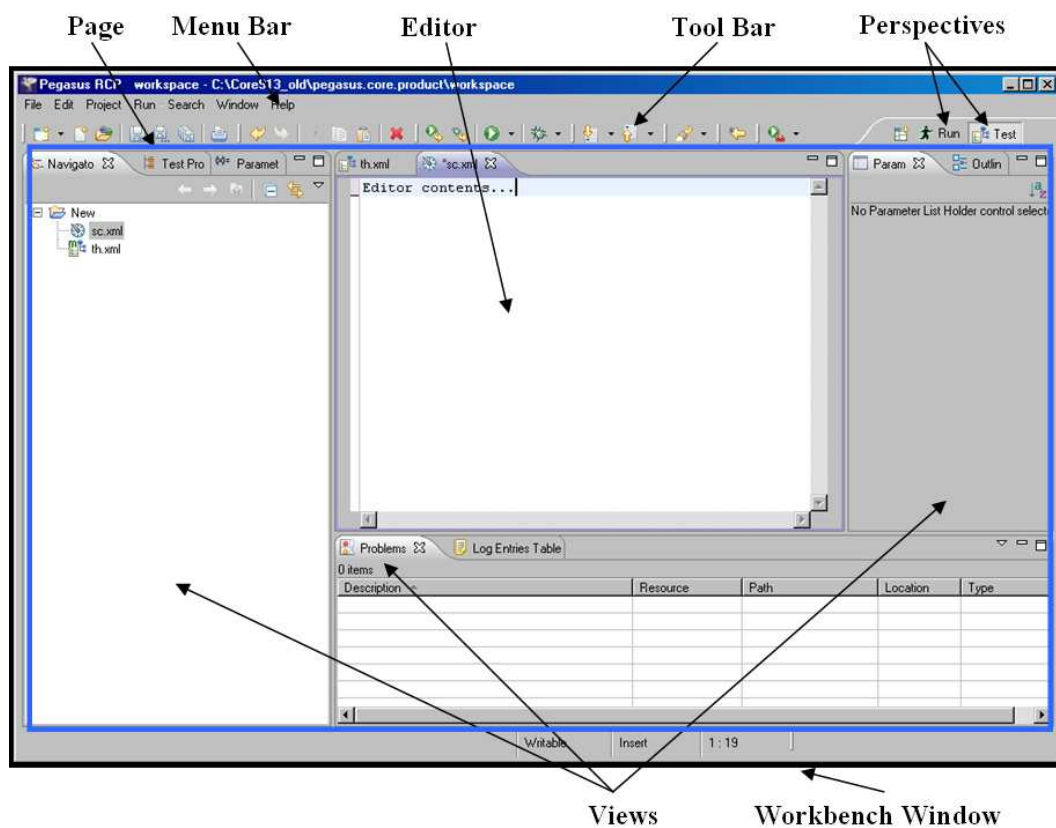 Page Menu Bar Editor Tool Bar Perspectives
Pegasus RCP workspace - C:\Core513_old\pegasus.core.product\workspace
File Edit Project Run Search Window Help
Run Test
Navigato Test Pro Paramet
th.xml *sc.xml
Param Outlin
Editor contents...
No Parameter List Holder control select
New
sc.xml
th.xml
Problems Log Entries Table
0 items
Description Resource Path Location Type
Writable Insert 1 : 19
Views Workbench Window